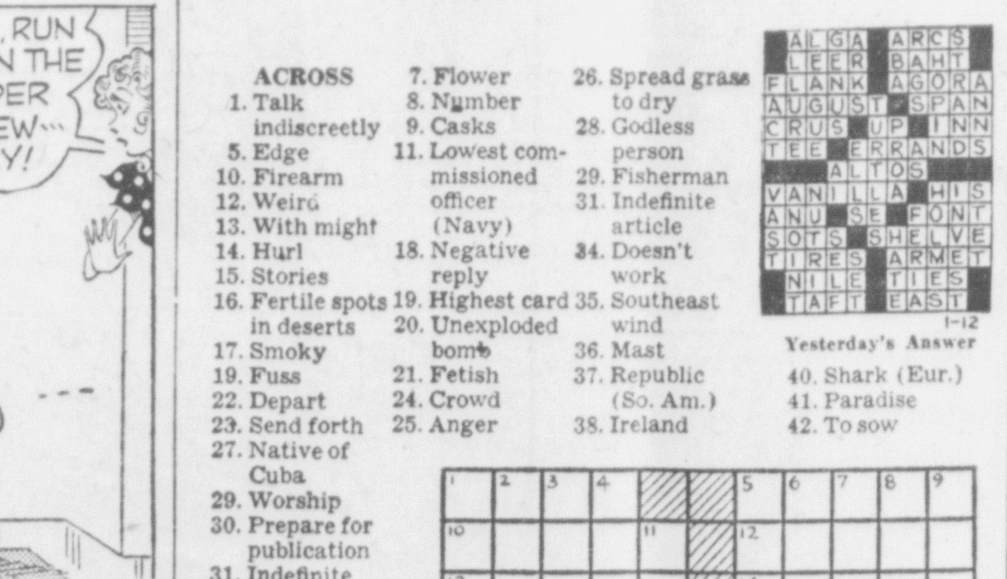 , RUN
N THE
PER
EW...
Y!
ACROSS
1. Talk
indiscreetly
5. Edge
10. Firearm
12. Weird
13. With might
14. Hurl
15. Stories
16. Fertile spots
in deserts
17. Smoky
19. Fuss
22. Depart
23. Send forth
27. Native of
Cuba
29. Worship
30. Prepare for
publication
31. Indefinite
7. Flower
8. Number
9. Casks
11. Lowest com-
missioned
officer
(Navy)
18. Negative
reply
19. Highest card
20. Unexploded
bomb
21. Fetish
24. Crowd
25. Anger
26. Spread grass
to dry
28. Godless
person
29. Fisherman
31. Indefinite
article
34. Doesn't
work
35. Southeast
wind
36. Mast
37. Republic
(So. Am.)
38. Ireland
ALGA ARCS
LEER BAHT
FLANK AGORA
AUGUST SPAN
CRUS UP INN
TEE ERRANDS
ALTOS
VANILLA HIS
ANU SE FONT
SOTS SHELVE
TIRES ARMET
NILE TIES
TAFT EAST
1-12
Yesterday's Answer
40. Shark (Eur.)
41. Paradise
42. To sow
1 2 3 4 5 6 7 8 9
10 11 12